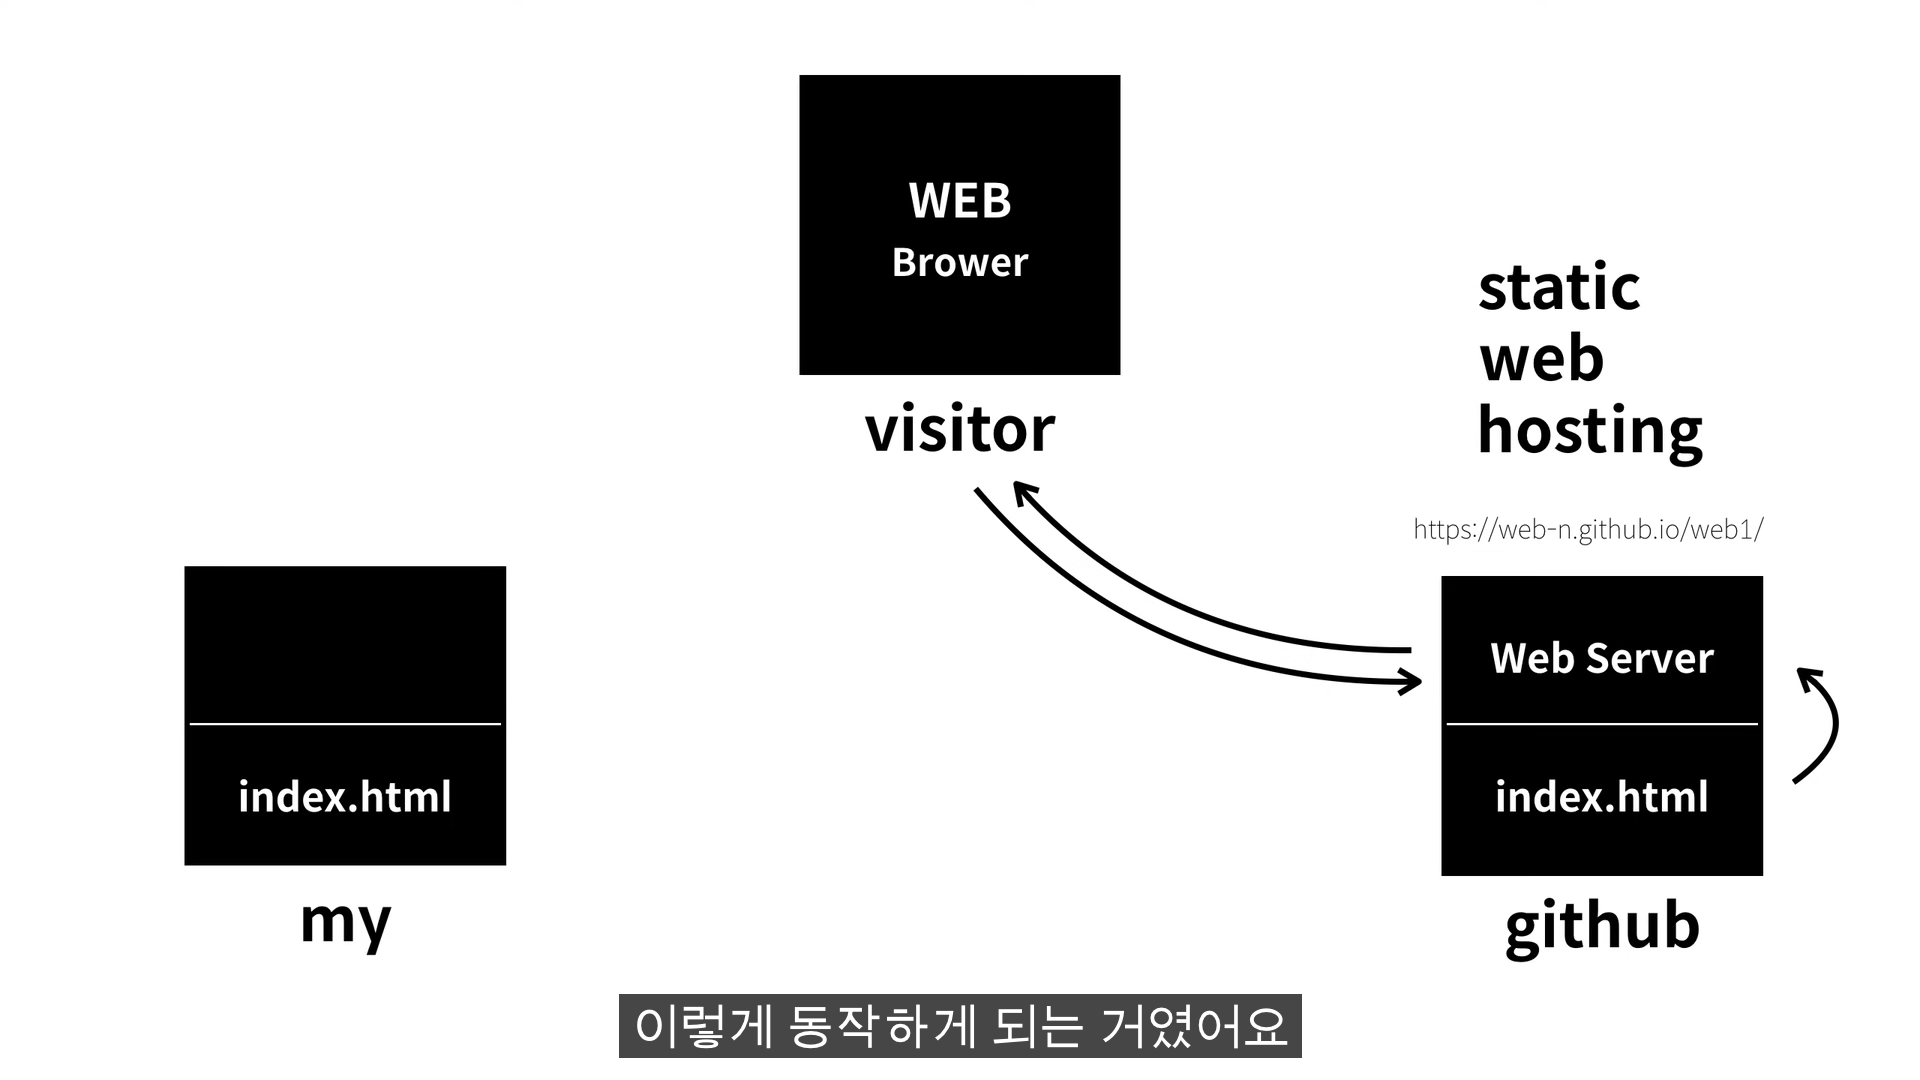 WEB
Brower
visitor
static
web
hosting
https://web-n.github.io/web1/
Web Server
index.html
github
index.html
my
이렇게 동작하게 되는 거였어요